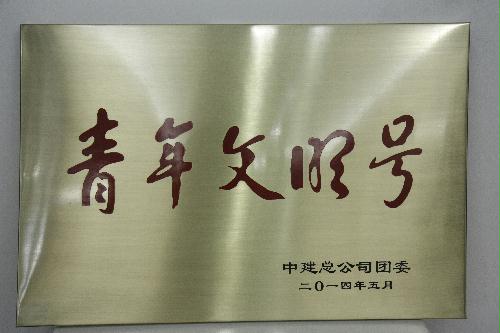 青年文明号
中建总公司团委
二〇一四年五月